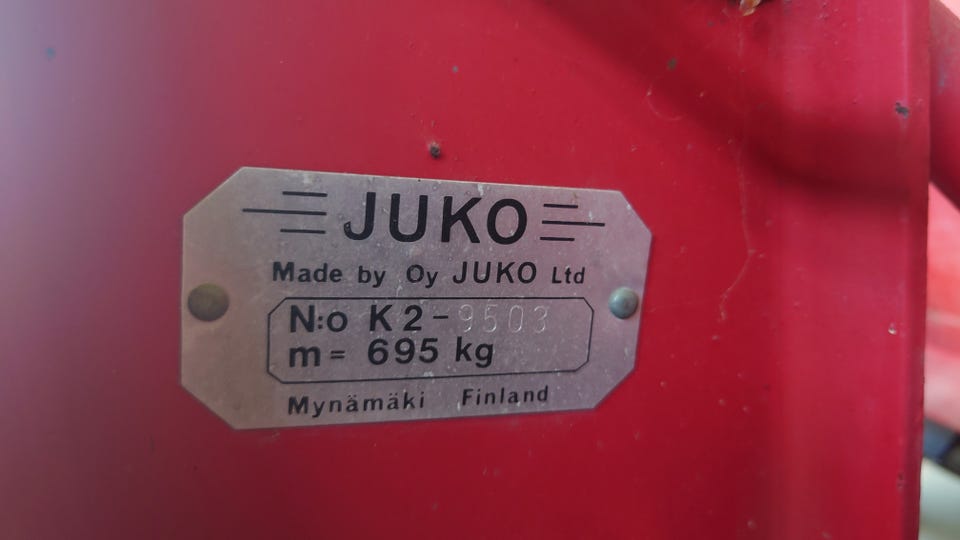 JUKO
Made by Oy JUKO Ltd
N:o K2-9503
m= 695 kg
Mynämäki Finland